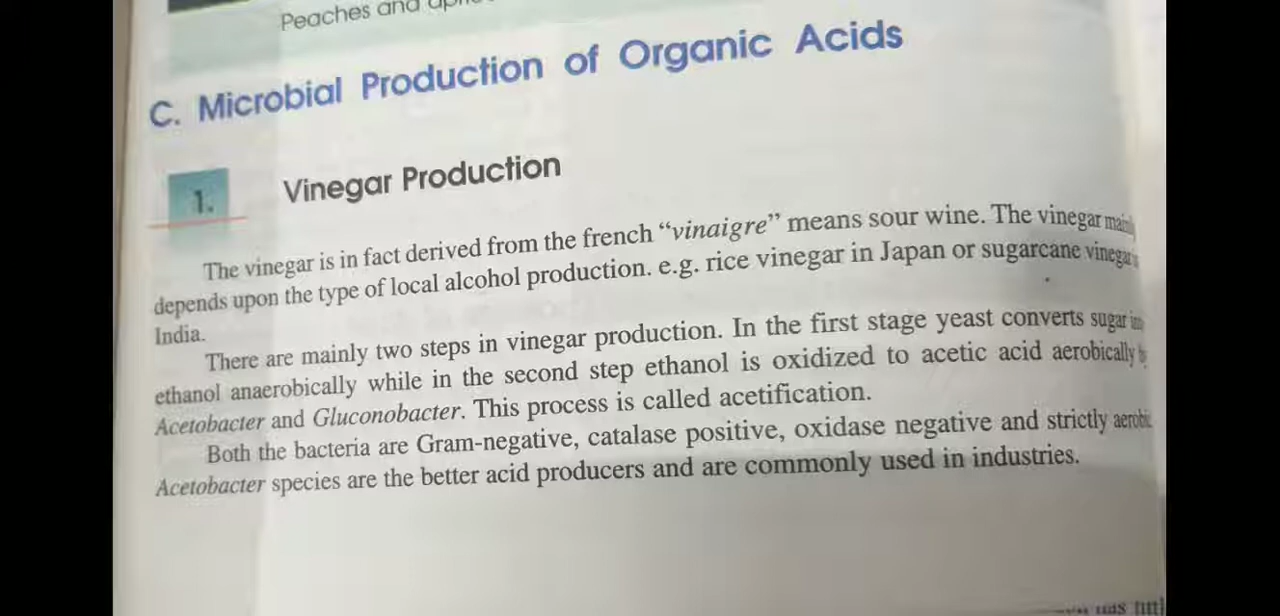 Peaches and
C. Microbial Production of Organic Acids
1. Vinegar Production
The vinegar is in fact derived from the french “vinaigre” means sour wine. The vinegar
depends upon the type of local alcohol production. e.g. rice vinegar in Japan or sugarcane vinegar
India.
There are mainly two steps in vinegar production. In the first stage yeast converts sugar
ethanol anaerobically while in the second step ethanol is oxidized to acetic acid aerobically
Acetobacter and Gluconobacter. This process is called acetification.
Both the bacteria are Gram-negative, catalase positive, oxidase negative and strictly
Acetobacter species are the better acid producers and are commonly used in industries.